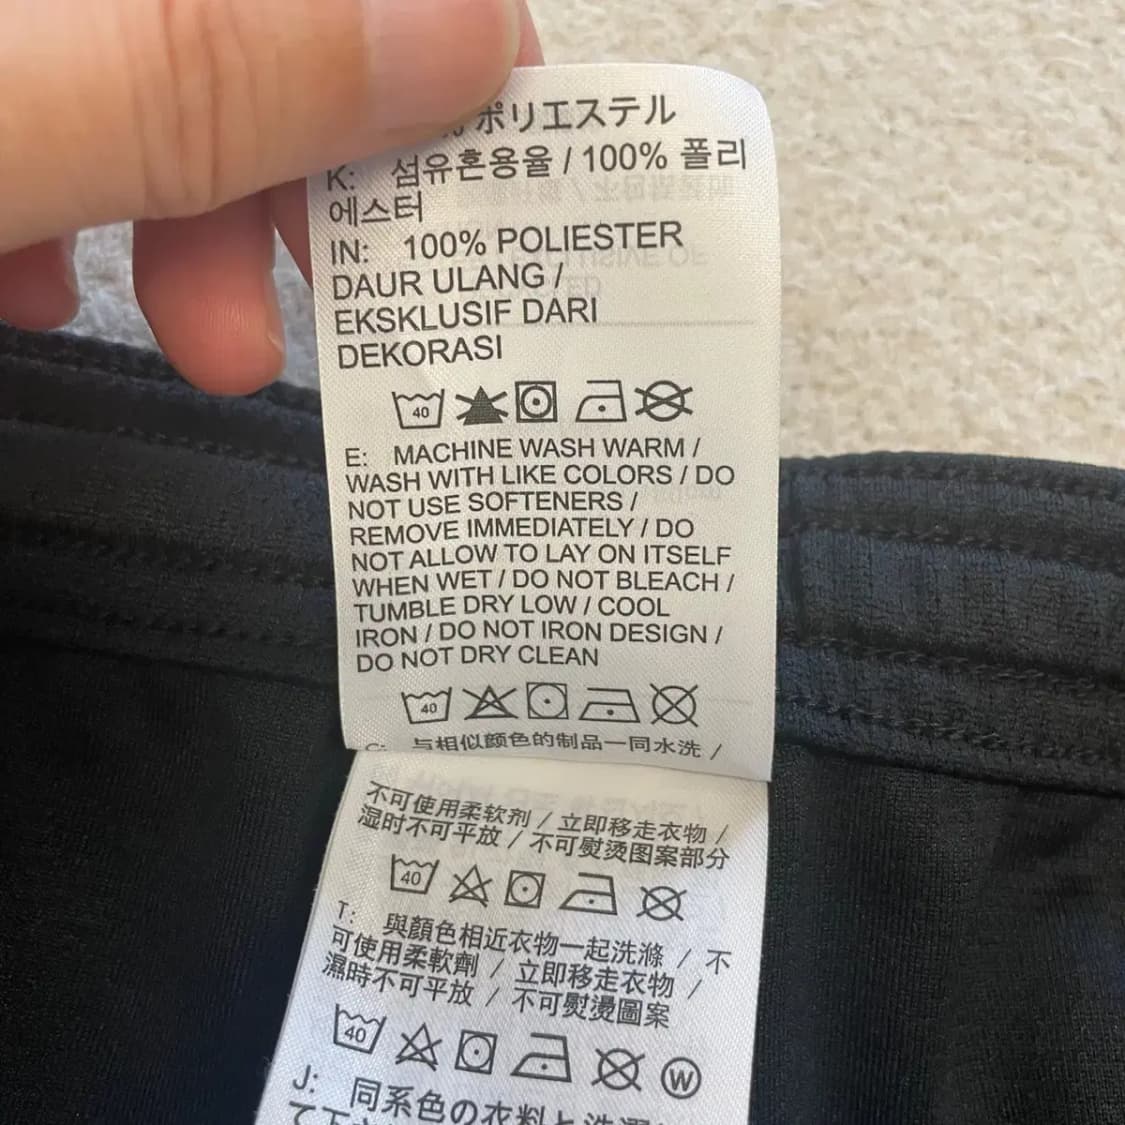 ポリエステル
K: 섬유혼용율 / 100% 폴리
에스터
IN: 100% POLIESTER
DAUR ULANG /
EKSKLUSIF DARI
DEKORASI
40
E: MACHINE WASH WARM /
WASH WITH LIKE COLORS / DO
NOT USE SOFTENERS /
REMOVE IMMEDIATELY / DO
NOT ALLOW TO LAY ON ITSELF
WHEN WET / DO NOT BLEACH /
TUMBLE DRY LOW / COOL
IRON / DO NOT IRON DESIGN /
DO NOT DRY CLEAN
40
C: 与相似颜色的制品一同水洗 /
不可使用柔软剂 / 立即移走衣物 /
湿时不可平放 / 不可熨烫图案部分
40
T: 與顏色相近衣物一起洗滌 / 不
可使用柔軟劑 / 立即移走衣物 /
濕時不可平放 / 不可熨燙圖案
40 W
J: 同系色の衣料と洗濯